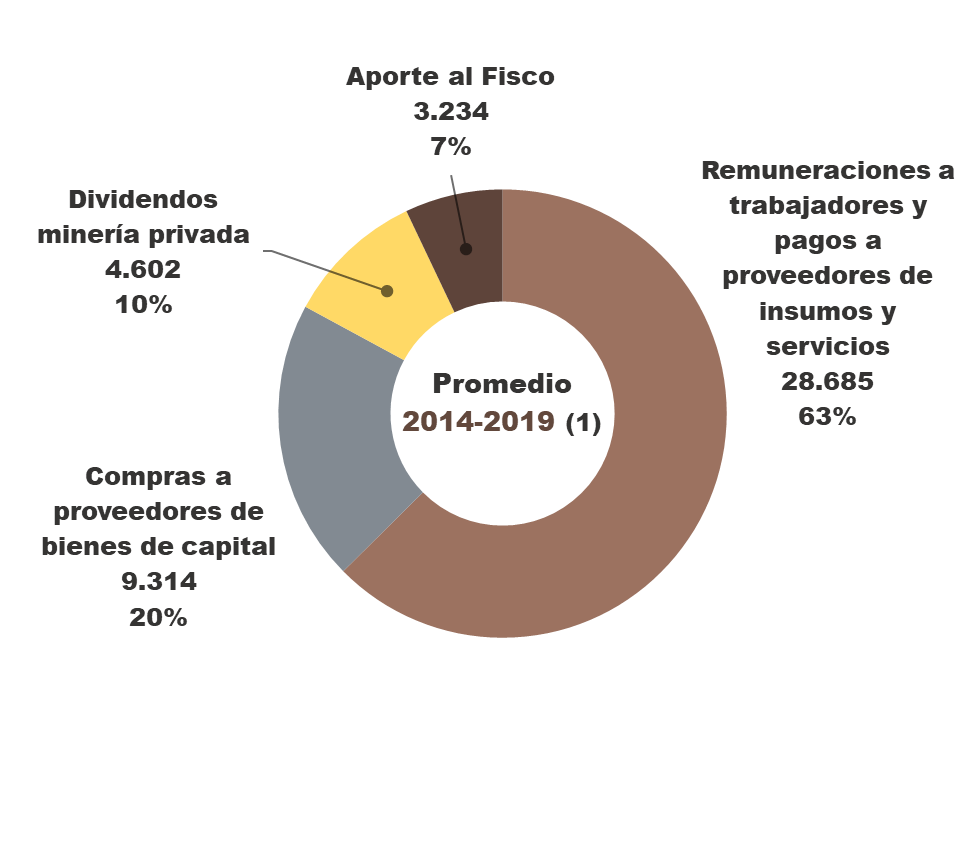 Aporte al Fisco
3.234
7%
Remuneraciones a
trabajadores y
pagos a
proveedores de
insumos y
servicios
28.685
63%
Dividendos
minería privada
4.602
10%
Promedio
2014-2019 (1)
Compras a
proveedores de
bienes de capital
9.314
20%